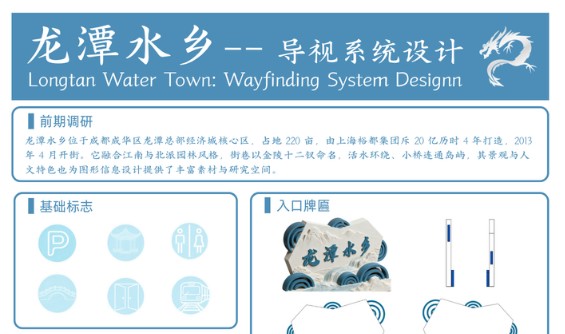 龙潭水乡-- 导视系统设计
Longtan Water Town: Wayfinding System Designn
前期调研
龙潭水乡位于成都成华区龙潭总部经济城核心区，占地 220 亩，由上海裕都集团斥 20 亿历时 4 年打造，2013
年 4 月开街。它融合江南与北派园林风格，街巷以金陵十二钗命名，活水环绕、小桥连通岛屿，其景观与人
文特色也为图形信息设计提供了丰富素材与研究空间。
基础标志
入口牌匾
P
龙潭水乡